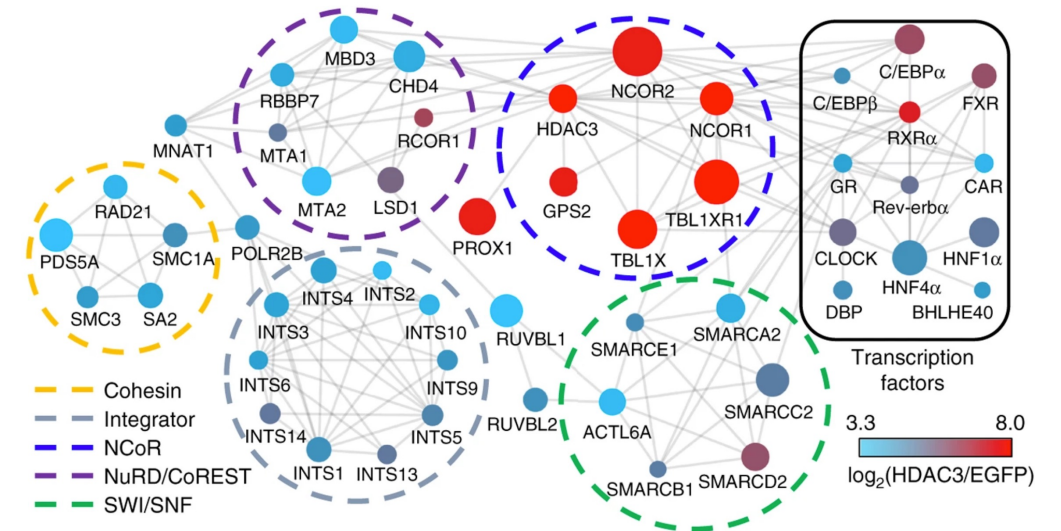 MBD3
CHD4
RBBP7
RCOR1
MTA1
MNAT1
MTA2
LSD1
NCOR2
HDAC3
NCOR1
GPS2
TBL1XR1
TBL1X
PROX1
C/EBPα
C/EBPβ
FXR
RXRα
GR
CAR
Rev-erbα
CLOCK
HNF1α
HNF4α
DBP
BHLHE40
Transcription
factors
RAD21
PDS5A
SMC1A
SMC3
SA2
POLR2B
INTS4
INTS2
INTS3
INTS10
INTS6
INTS9
INTS14
INTS5
INTS1
INTS13
RUVBL1
RUVBL2
SMARCE1
SMARCA2
ACTL6A
SMARCC2
SMARCB1
SMARCD2
Cohesin
Integrator
NCoR
NuRD/CoREST
SWI/SNF
3.3 8.0
log₂(HDAC3/EGFP)